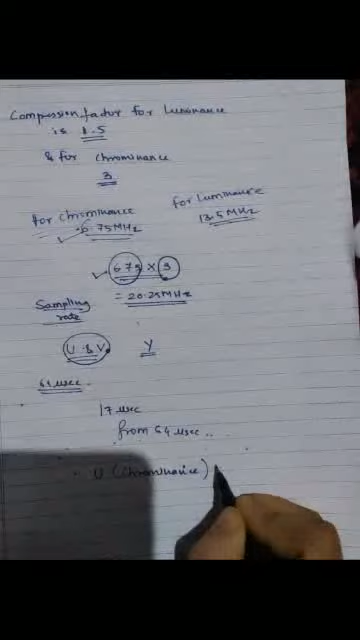 Compession factor for Luminance
is 1.5
& for Chrominance
3
for Chrominance
6.75 MHz
for Luminance
13.5 MHz
6.75 × 3
= 20.25 MHz
Sampling
rate
U & V.
Y
64 usec.
17 usec
from 64 usec..
U (Chrominance)